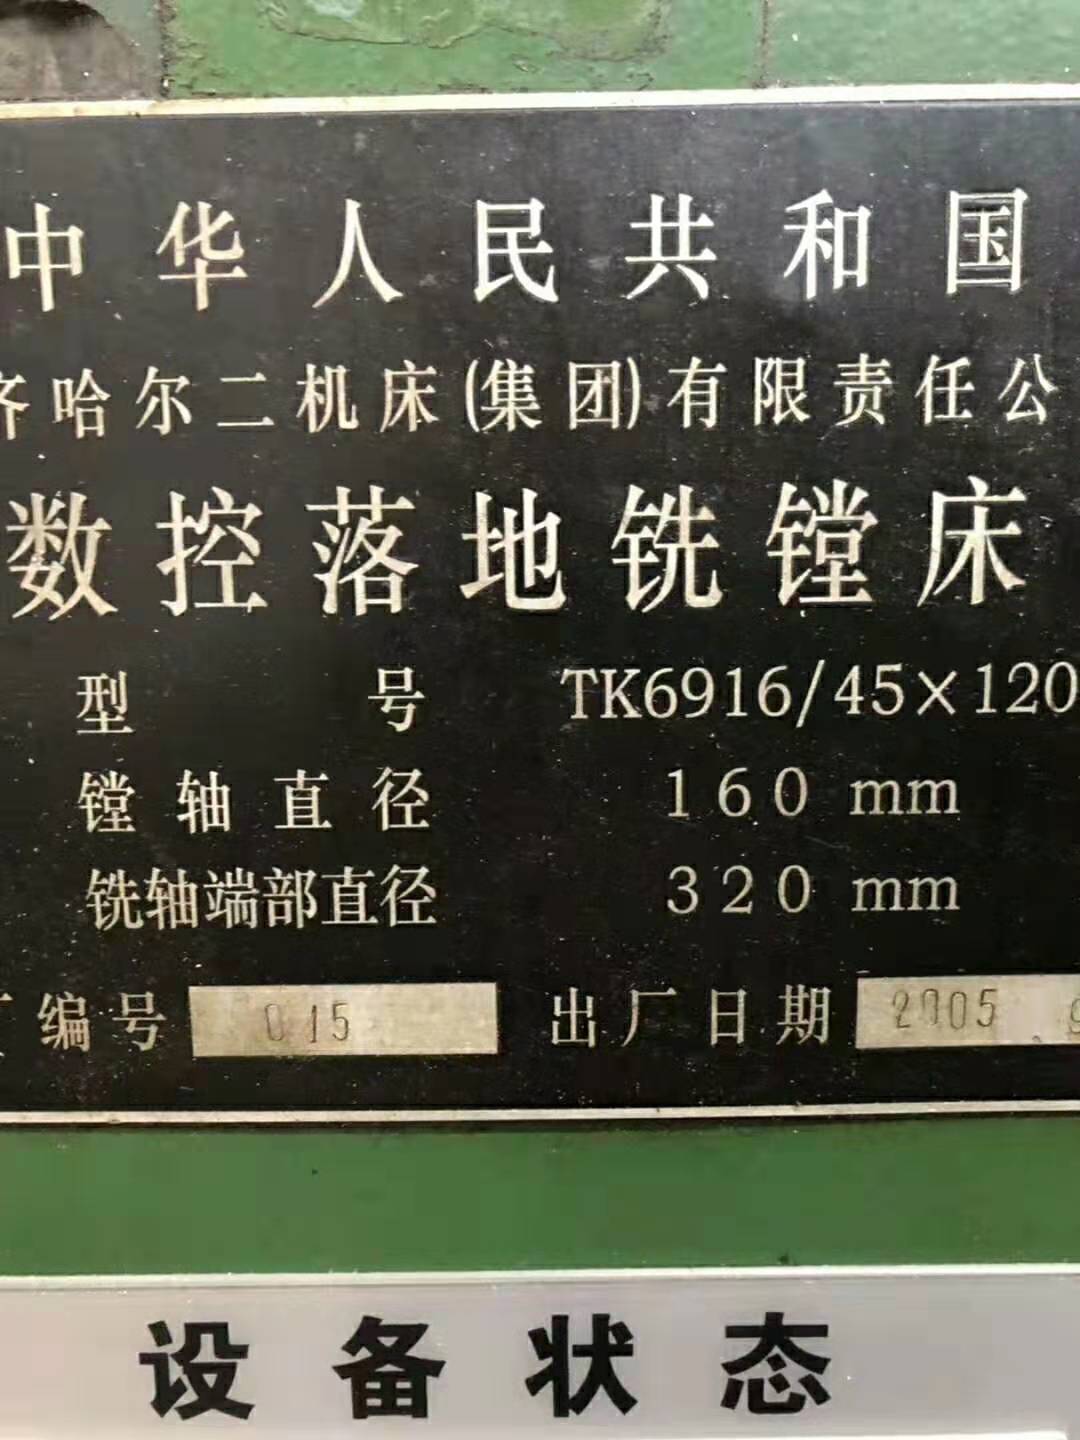 中华人民共和国
齐哈尔二机床(集团)有限责任公
数控落地铣镗床
型号 TK6916/45×120
镗轴直径 160 mm
铣轴端部直径 320 mm
厂编号 015 出厂日期 2005 9
设备状态